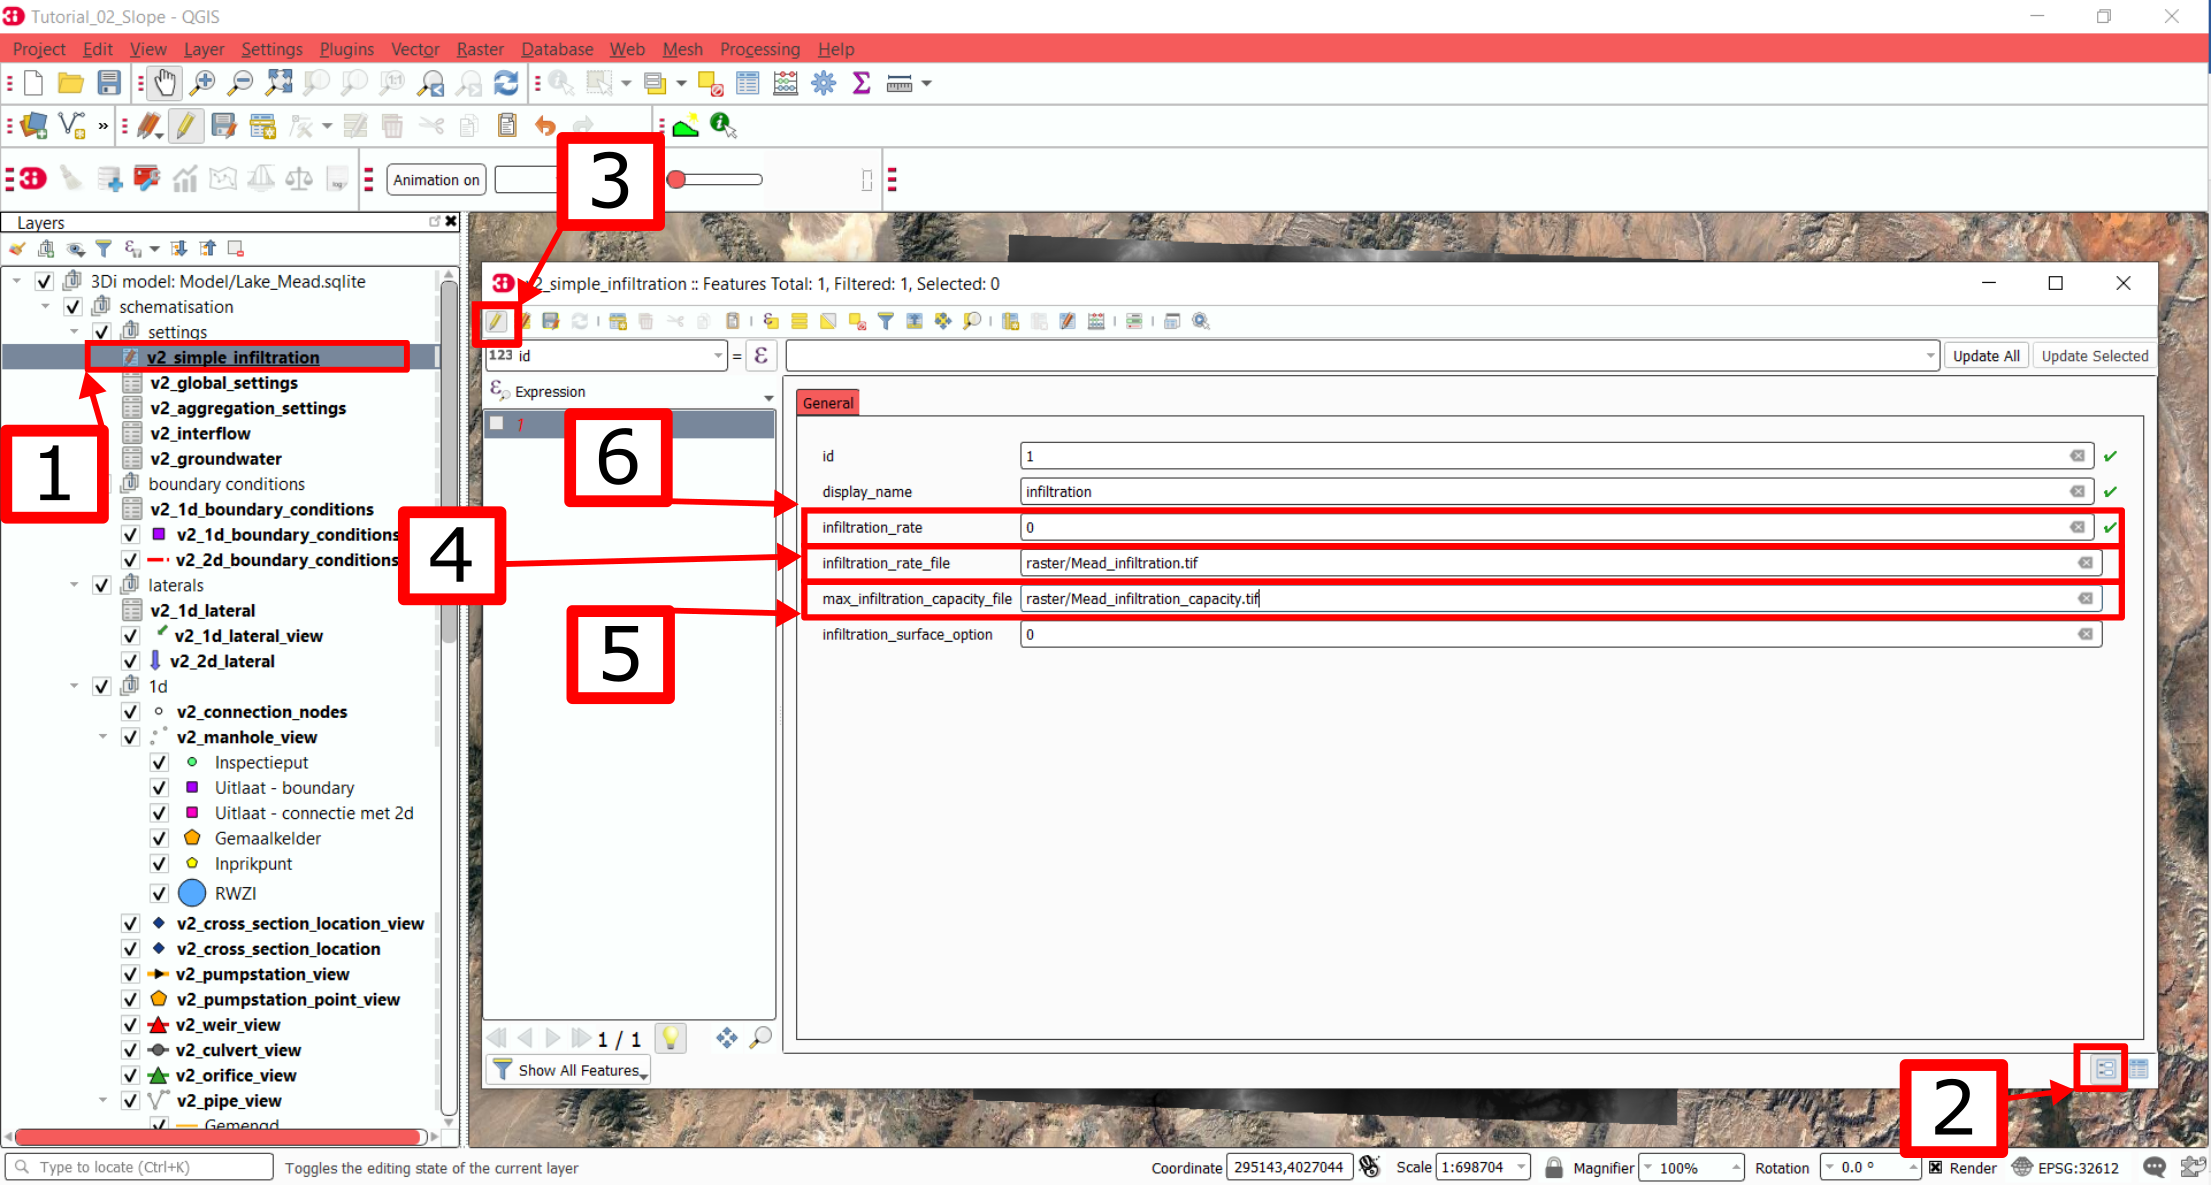 Tutorial_02_Slope - QGIS
Project Edit View Layer Settings Plugins Vector Raster Database Web Mesh Processing Help
Animation on
3
Layers
3Di model: Model/Lake_Mead.sqlite
schematisation
settings
v2_simple_infiltration
v2_global_settings
v2_aggregation_settings
v2_interflow
v2_groundwater
boundary conditions
v2_1d_boundary_conditions
v2_1d_boundary_conditions
v2_2d_boundary_conditions
laterals
v2_1d_lateral
v2_1d_lateral_view
v2_2d_lateral
1d
v2_connection_nodes
v2_manhole_view
Inspectieput
Uitlaat - boundary
Uitlaat - connectie met 2d
Gemaalkelder
Inprikpunt
RWZI
v2_cross_section_location_view
v2_cross_section_location
v2_pumpstation_view
v2_pumpstation_point_view
v2_weir_view
v2_culvert_view
v2_orifice_view
v2_pipe_view
Gemengd
1
2_simple_infiltration :: Features Total: 1, Filtered: 1, Selected: 0
123 id = ε Update All Update Selected
Expression
1
General
6
4
5
id 1
display_name infiltration
infiltration_rate 0
infiltration_rate_file raster/Mead_infiltration.tif
max_infiltration_capacity_file raster/Mead_infiltration_capacity.tif
infiltration_surface_option 0
1 / 1
Show All Features
2
Type to locate (Ctrl+K) Toggles the editing state of the current layer Coordinate 295143,4027044 Scale 1:698704 Magnifier 100% Rotation 0.0 ° Render EPSG:32612